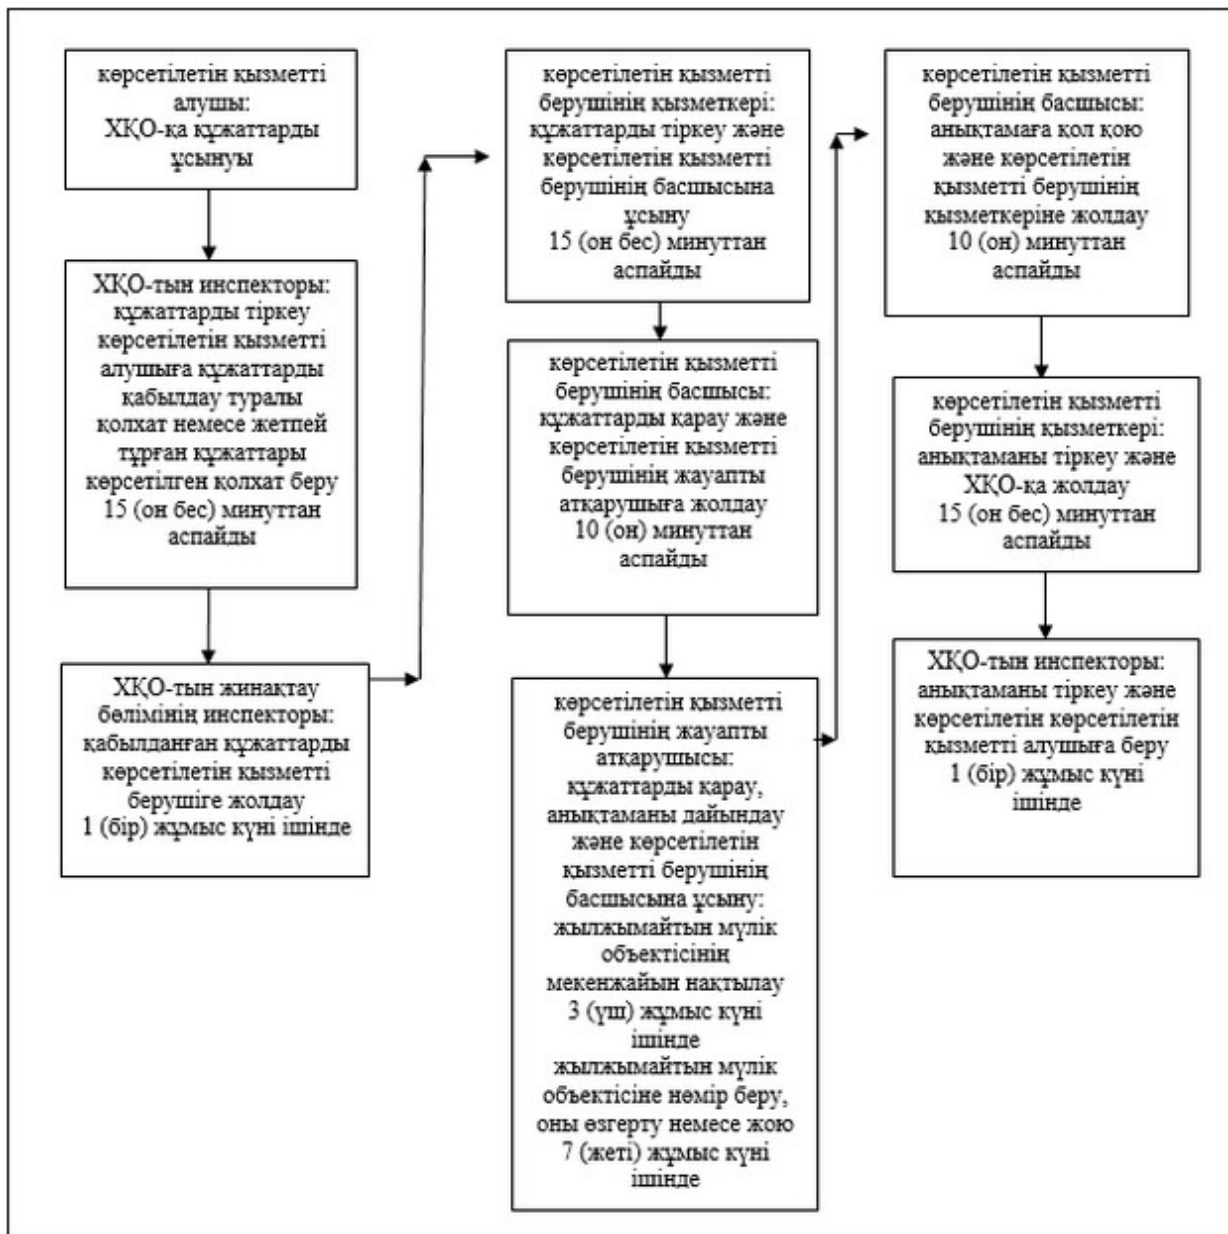 көрсетілетін қызметті
алушы:
ХҚО-қа құжаттарды
ұсынуы
ХҚО-тын инспекторы:
құжаттарды тіркеу
көрсетілетін қызметті
алушыға құжаттарды
қабылдау туралы
қолхат немесе жетпей
тұрған құжаттары
көрсетілген қолхат беру
15 (он бес) минуттан
аспайды
ХҚО-тын жинақтау
бөлімінің инспекторы:
қабылданған құжаттарды
көрсетілетін қызметті
берушіге жолдау
1 (бір) жұмыс күні ішінде
көрсетілетін қызметті
берушінің қызметкері:
құжаттарды тіркеу және
көрсетілетін қызметті
берушінің басшысына
ұсыну
15 (он бес) минуттан
аспайды
көрсетілетін қызметті
берушінің басшысы:
құжаттарды қарау және
көрсетілетін қызметті
берушінің жауапты
атқарушыға жолдау
10 (он) минуттан
аспайды
көрсетілетін қызметті
берушінің жауапты
атқарушысы:
құжаттарды қарау,
анықтаманы дайындау
және көрсетілетін
қызметті берушінің
басшысына ұсыну:
жылжымайтын мүлік
объектісінің
мекенжайын нақтылау
3 (үш) жұмыс күні
ішінде
жылжымайтын мүлік
объектісіне нөмір беру,
оны өзгерту немесе жою
7 (жеті) жұмыс күні
ішінде
көрсетілетін қызметті
берушінің басшысы:
анықтамаға қол қою
және көрсетілетін
қызметті берушінің
қызметкеріне жолдау
10 (он) минуттан
аспайды
көрсетілетін қызметті
берушінің қызметкері:
анықтаманы тіркеу және
ХҚО-қа жолдау
15 (он бес) минуттан
аспайды
ХҚО-тын инспекторы:
анықтаманы тіркеу және
көрсетілетін көрсетілетін
қызметті алушыға беру
1 (бір) жұмыс күні
ішінде